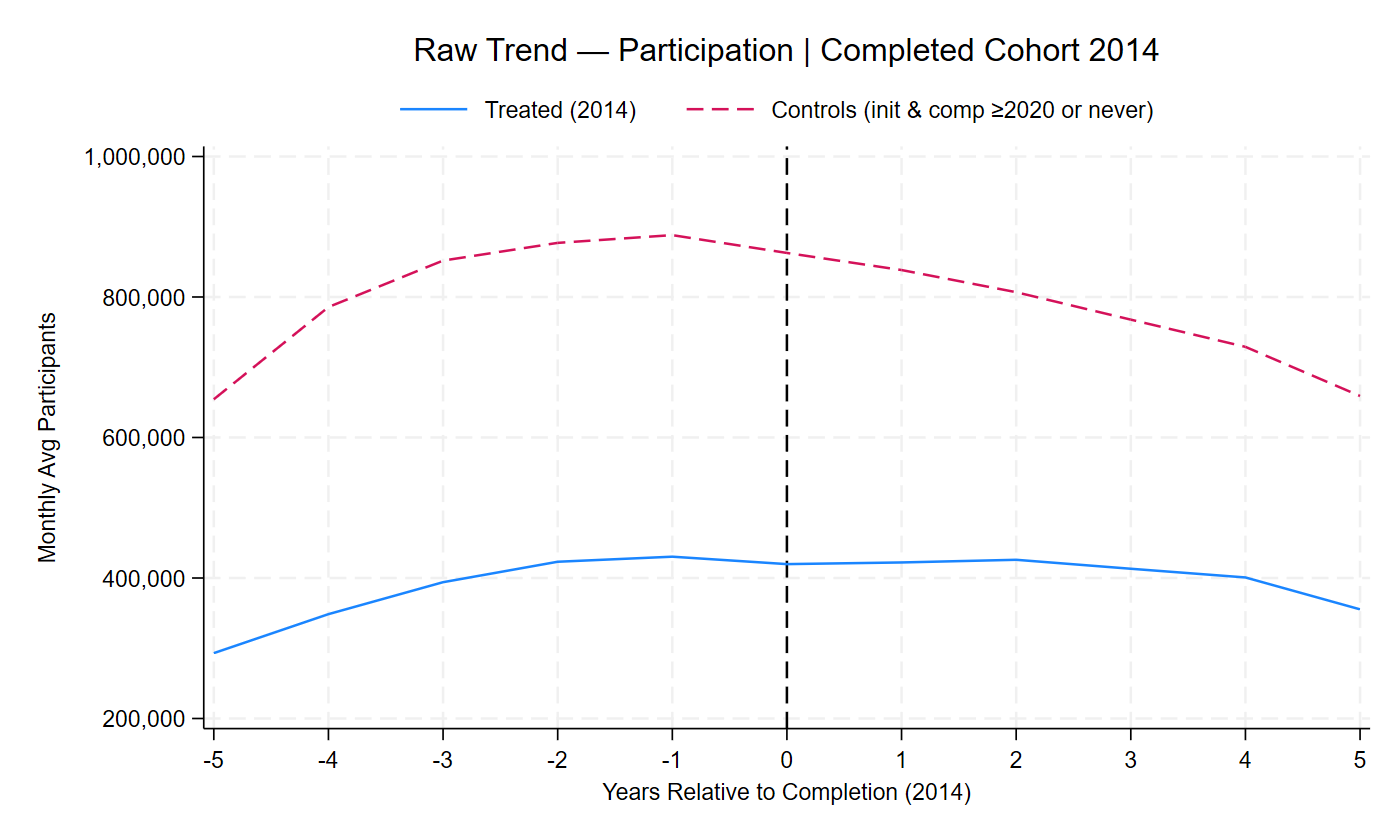 Raw Trend — Participation | Completed Cohort 2014
Treated (2014) Controls (init & comp ≥2020 or never)
1,000,000
800,000
600,000
400,000
200,000
Monthly Avg Participants
-5 -4 -3 -2 -1 0 1 2 3 4 5
Years Relative to Completion (2014)